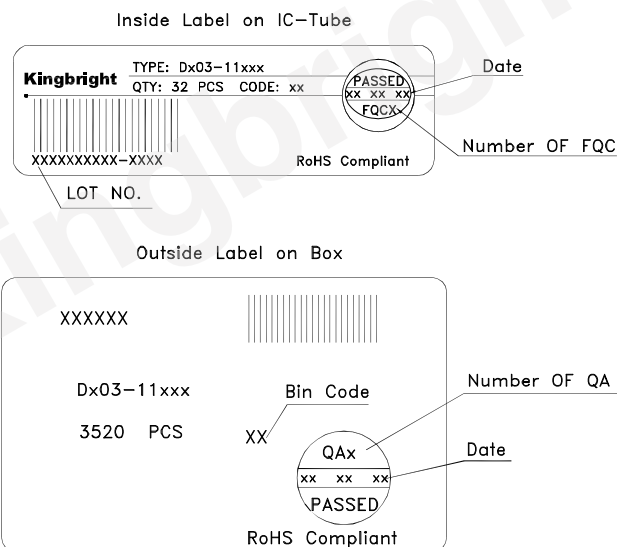 Inside Label on IC-Tube
Kingbright
TYPE: Dx03-11xxx
QTY: 32 PCS CODE: xx
PASSED
xx xx xx
FQCX
Date
Number OF FQC
XXXXXXXXXX-XXXX
RoHS Compliant
LOT NO.
Outside Label on Box
XXXXXX
Dx03-11xxx
3520 PCS
Bin Code
XX
Number OF QA
QAx
xx xx xx
PASSED
Date
RoHS Compliant
Kingbright